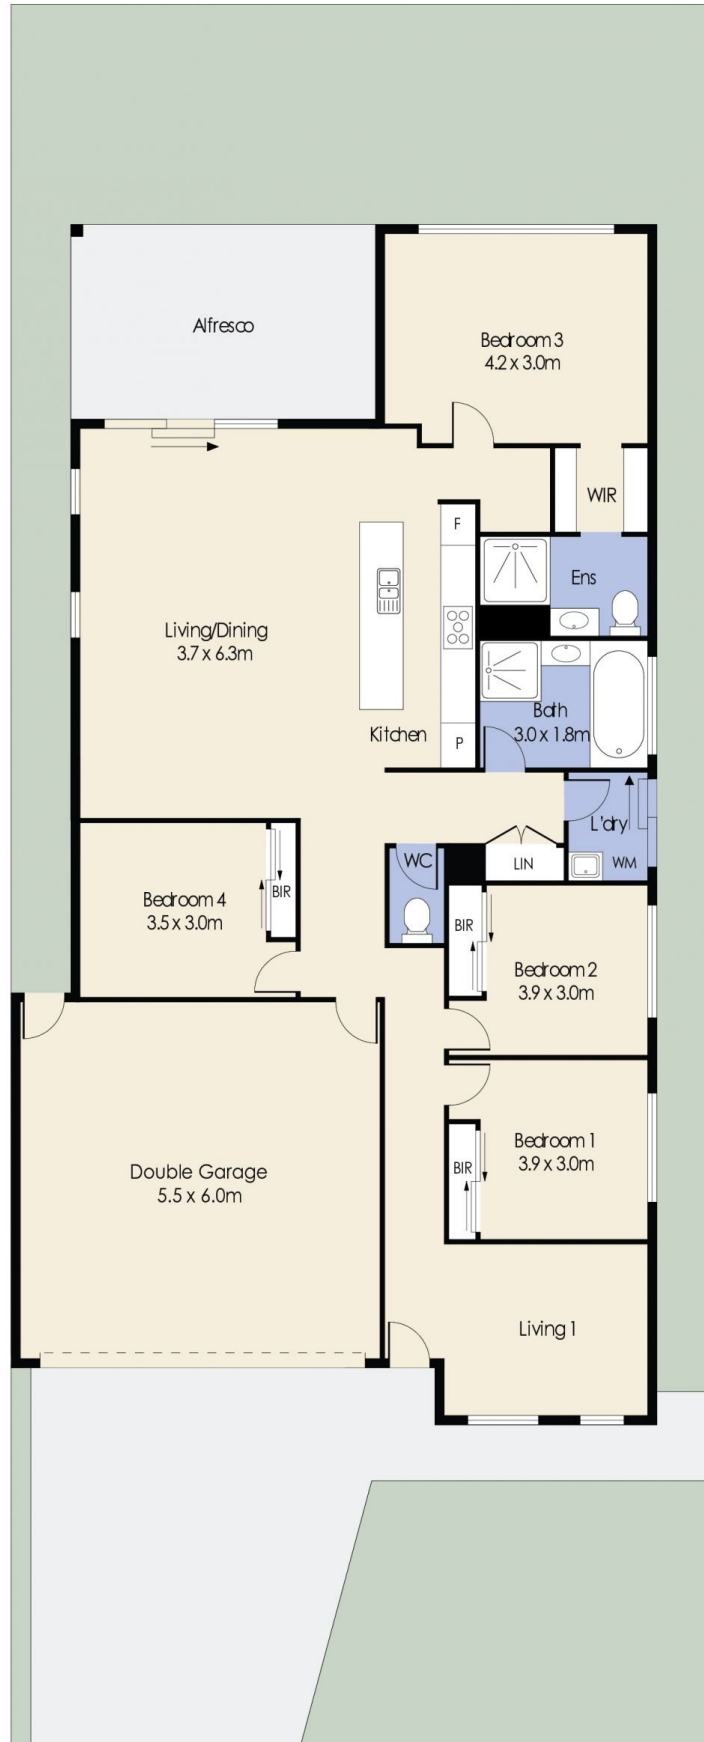 Alfresco
Bedroom 3
4.2 x 3.0m
WIR
F
Ens
Living/Dining
3.7 x 6.3m
Bath
3.0 x 1.8m
Kitchen
P
L'dry
WC
LIN
WM
Bedroom 4
3.5 x 3.0m
BIR
BIR
Bedroom 2
3.9 x 3.0m
Bedroom 1
3.9 x 3.0m
BIR
Double Garage
5.5 x 6.0m
Living 1